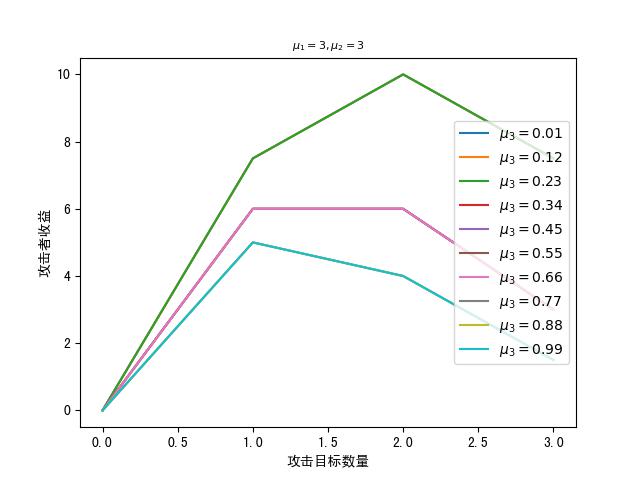 μ₁ = 3, μ₂ = 3
10
8
6
4
2
0
攻击者收益
μ₃ = 0.01
μ₃ = 0.12
μ₃ = 0.23
μ₃ = 0.34
μ₃ = 0.45
μ₃ = 0.55
μ₃ = 0.66
μ₃ = 0.77
μ₃ = 0.88
μ₃ = 0.99
0.0 0.5 1.0 1.5 2.0 2.5 3.0
攻击目标数量